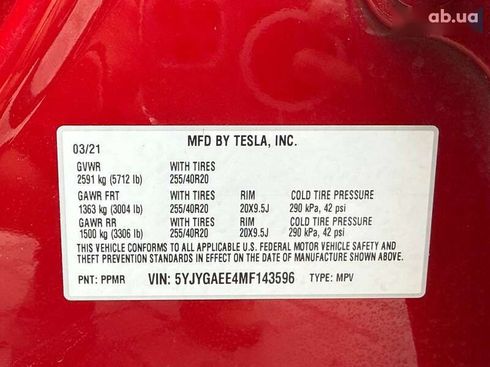 ab.ua
MFD BY TESLA, INC.
03/21
GVWR WITH TIRES
2591 kg (5712 lb) 255/40R20
GAWR FRT WITH TIRES RIM COLD TIRE PRESSURE
1363 kg (3004 lb) 255/40R20 20X9.5J 290 kPa, 42 psi
GAWR RR WITH TIRES RIM COLD TIRE PRESSURE
1500 kg (3306 lb) 255/40R20 20X9.5J 290 kPa, 42 psi
THIS VEHICLE CONFORMS TO ALL APPLICABLE U.S. FEDERAL MOTOR VEHICLE SAFETY AND
THEFT PREVENTION STANDARDS IN EFFECT ON THE DATE OF MANUFACTURE SHOWN ABOVE.
PNT: PPMR VIN: 5YJYGAEE4MF143596 TYPE: MPV